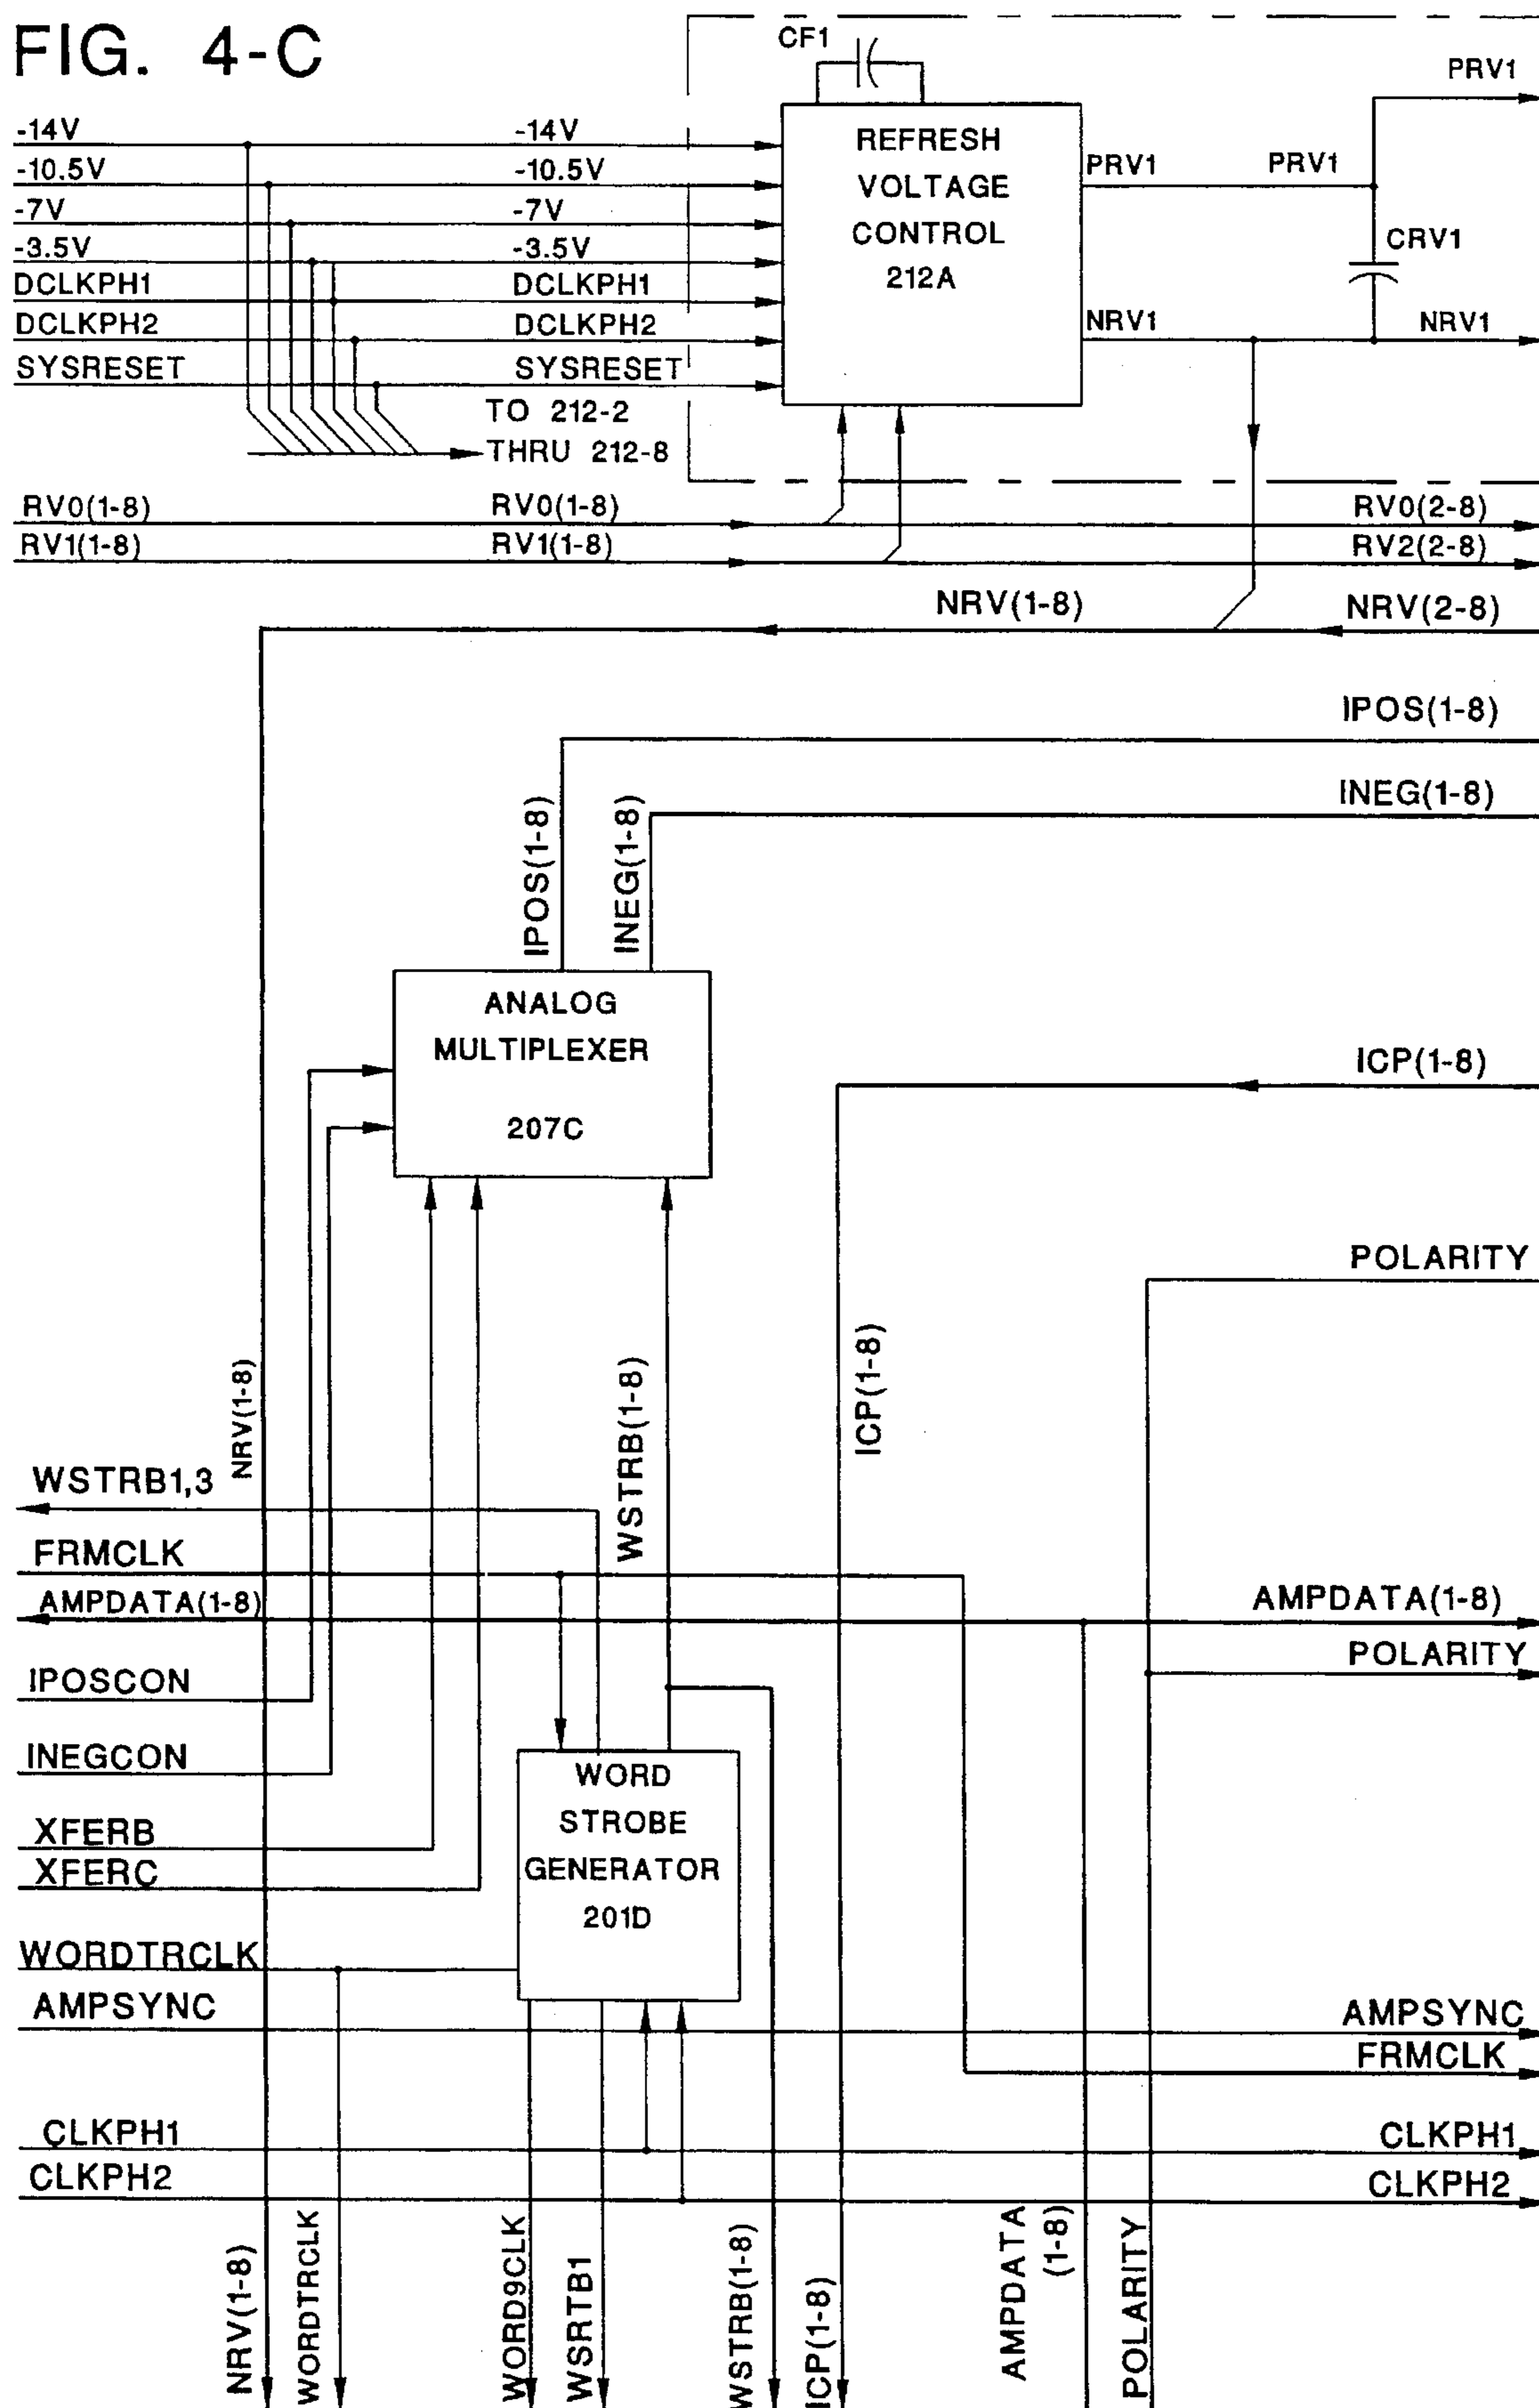 FIG. 4-C
CF1
PRV1
-14V -14V
-10.5V -10.5V
-7V -7V
-3.5V -3.5V
DCLKPH1 DCLKPH1
DCLKPH2 DCLKPH2
SYSRESET SYSRESET
REFRESH
VOLTAGE
CONTROL
212A
PRV1 PRV1
CRV1
NRV1 NRV1
TO 212-2
THRU 212-8
RV0(1-8) RV0(1-8) RV0(2-8)
RV1(1-8) RV1(1-8) RV2(2-8)
NRV(1-8) NRV(2-8)
IPOS(1-8)
INEG(1-8)
IPOS(1-8)
INEG(1-8)
ANALOG
MULTIPLEXER
207C
ICP(1-8)
POLARITY
NRV(1-8)
WSTRB(1-8)
ICP(1-8)
WSTRB1,3
FRMCLK
AMPDATA(1-8) AMPDATA(1-8)
POLARITY
IPOSCON
INEGCON
WORD
STROBE
GENERATOR
201D
XFERB
XFERC
WORDTRCLK
AMPSYNC AMPSYNC
FRMCLK
CLKPH1 CLKPH1
CLKPH2 CLKPH2
NRV(1-8)
WORDTRCLK
WORD9CLK
WSRTB1
WSTRB(1-8)
ICP(1-8)
AMPDATA
(1-8)
POLARITY